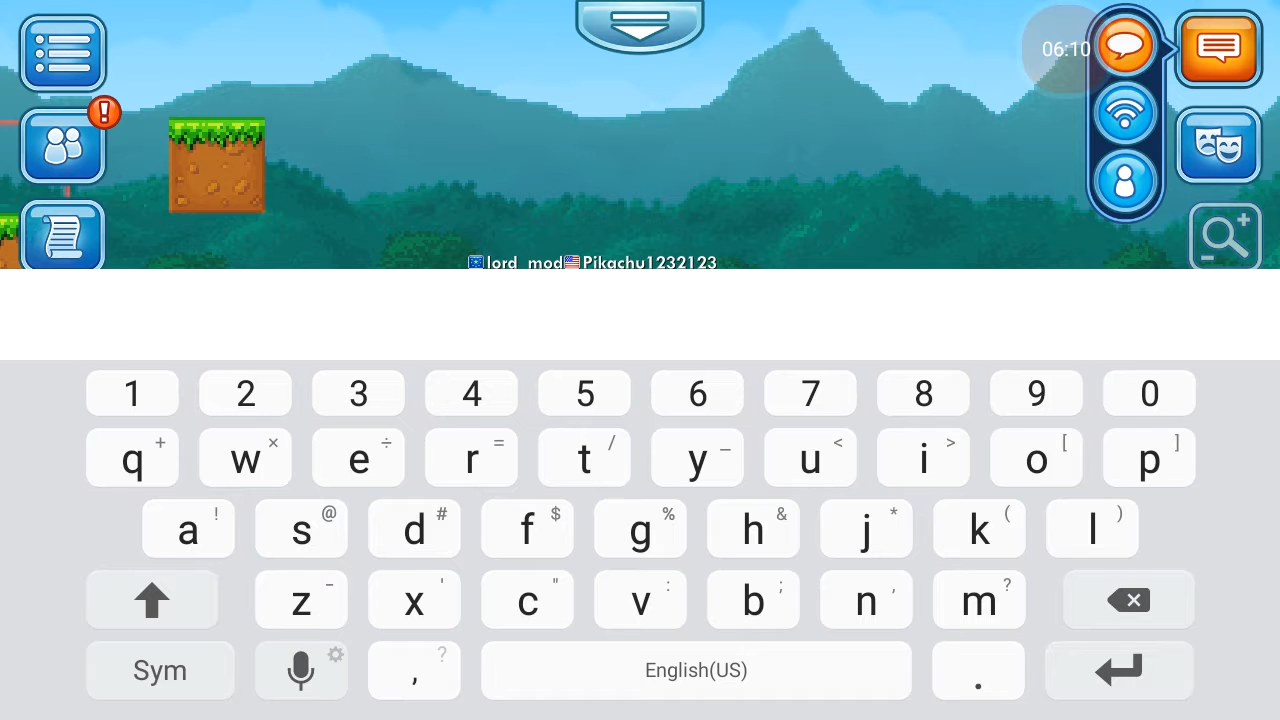 06:10
lord_mod Pikachu1232123
1 2 3 4 5 6 7 8 9 0
q + w × e ÷ r = t / y _ u < i > o [ p ]
a ! s @ d # f $ g % h & j * k ( l )
z - x ' c " v : b ; n , m ?
Sym , ? English(US) .